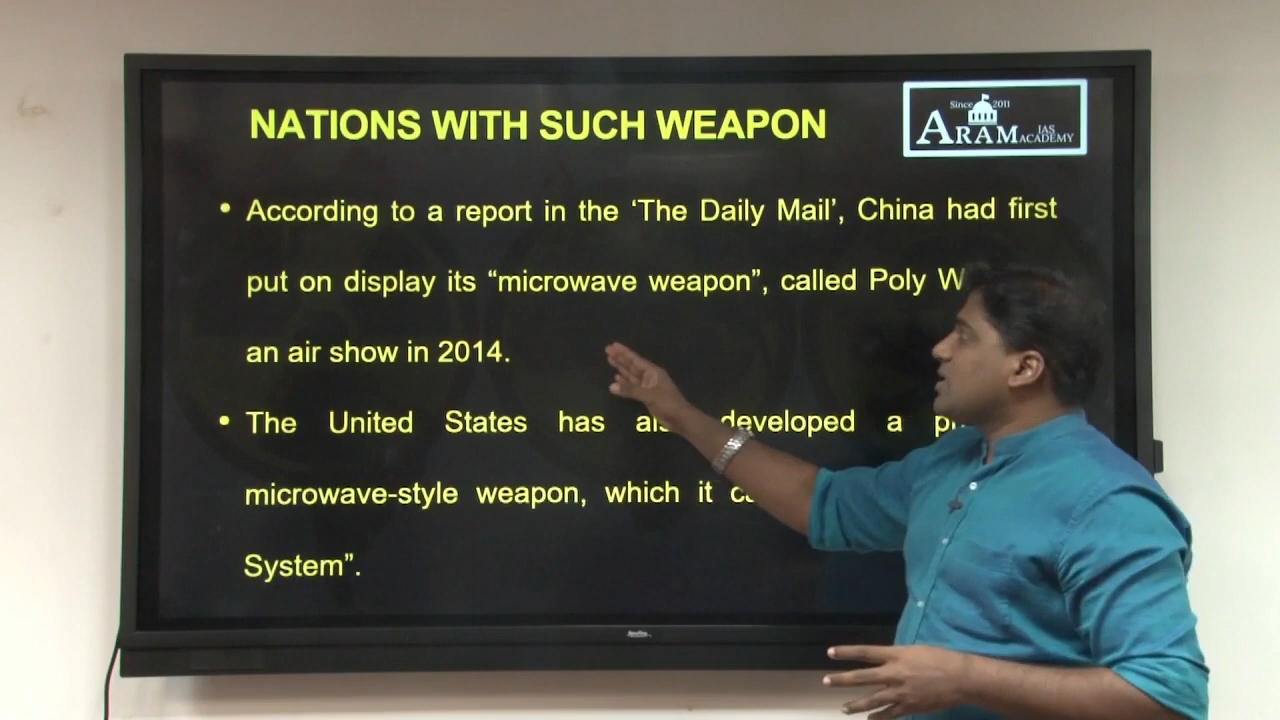 NATIONS WITH SUCH WEAPON
Since 2011
ARAM IAS ACADEMY
• According to a report in the ‘The Daily Mail’, China had first
put on display its “microwave weapon”, called Poly
an air show in 2014.
• The United States has developed a
microwave-style weapon, which it
System”.